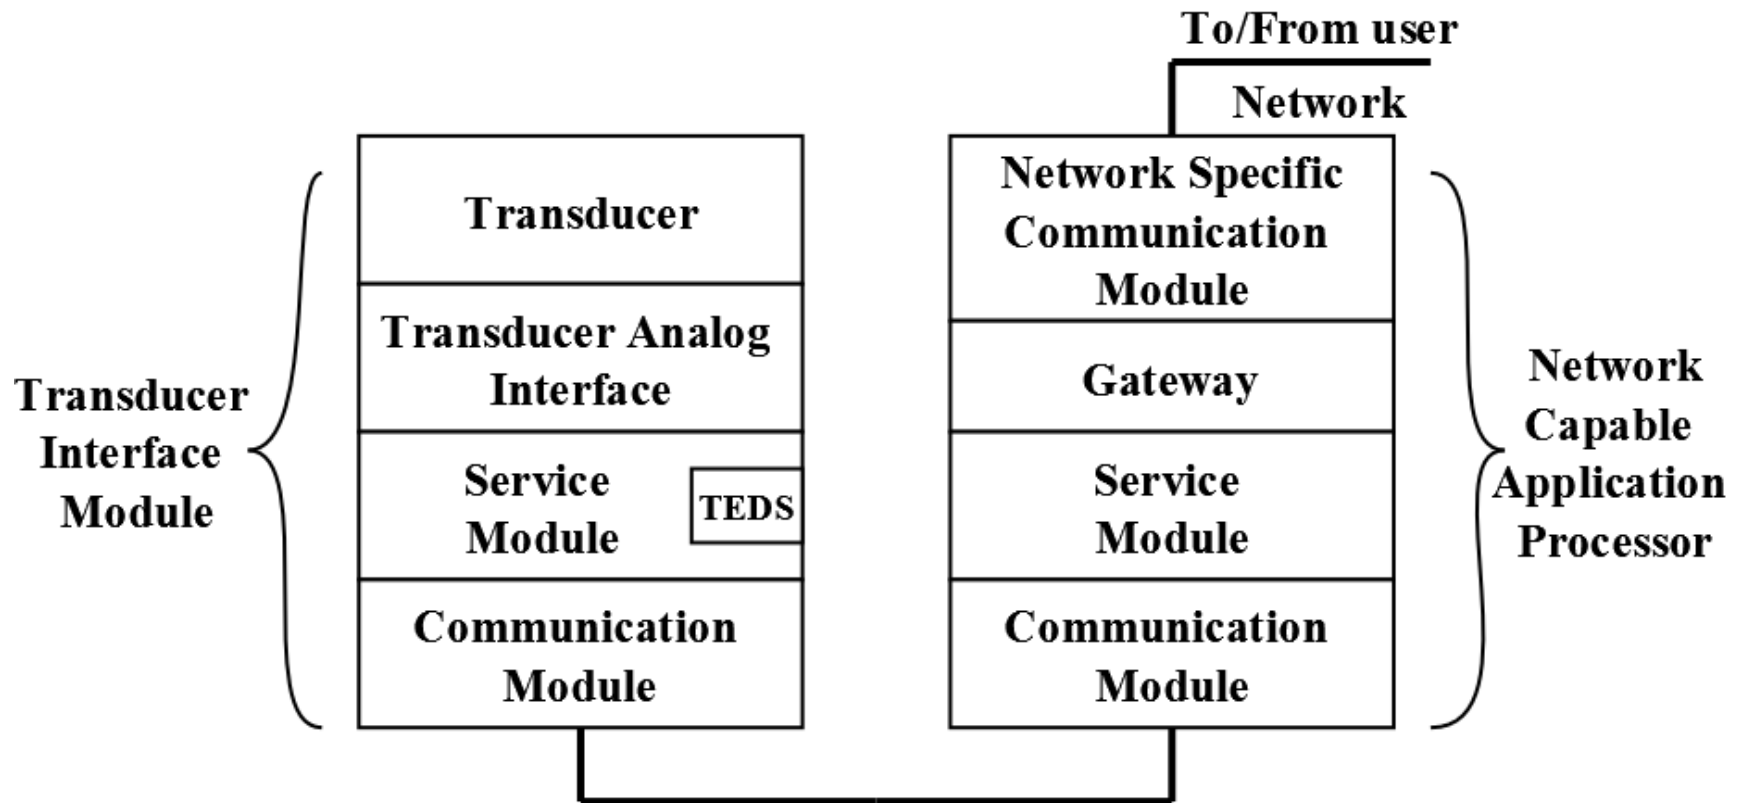 To/From user
Network
Transducer
Interface
Module
Transducer
Transducer Analog
Interface
Service
Module
TEDS
Communication
Module
Network Specific
Communication
Module
Gateway
Service
Module
Communication
Module
Network
Capable
Application
Processor